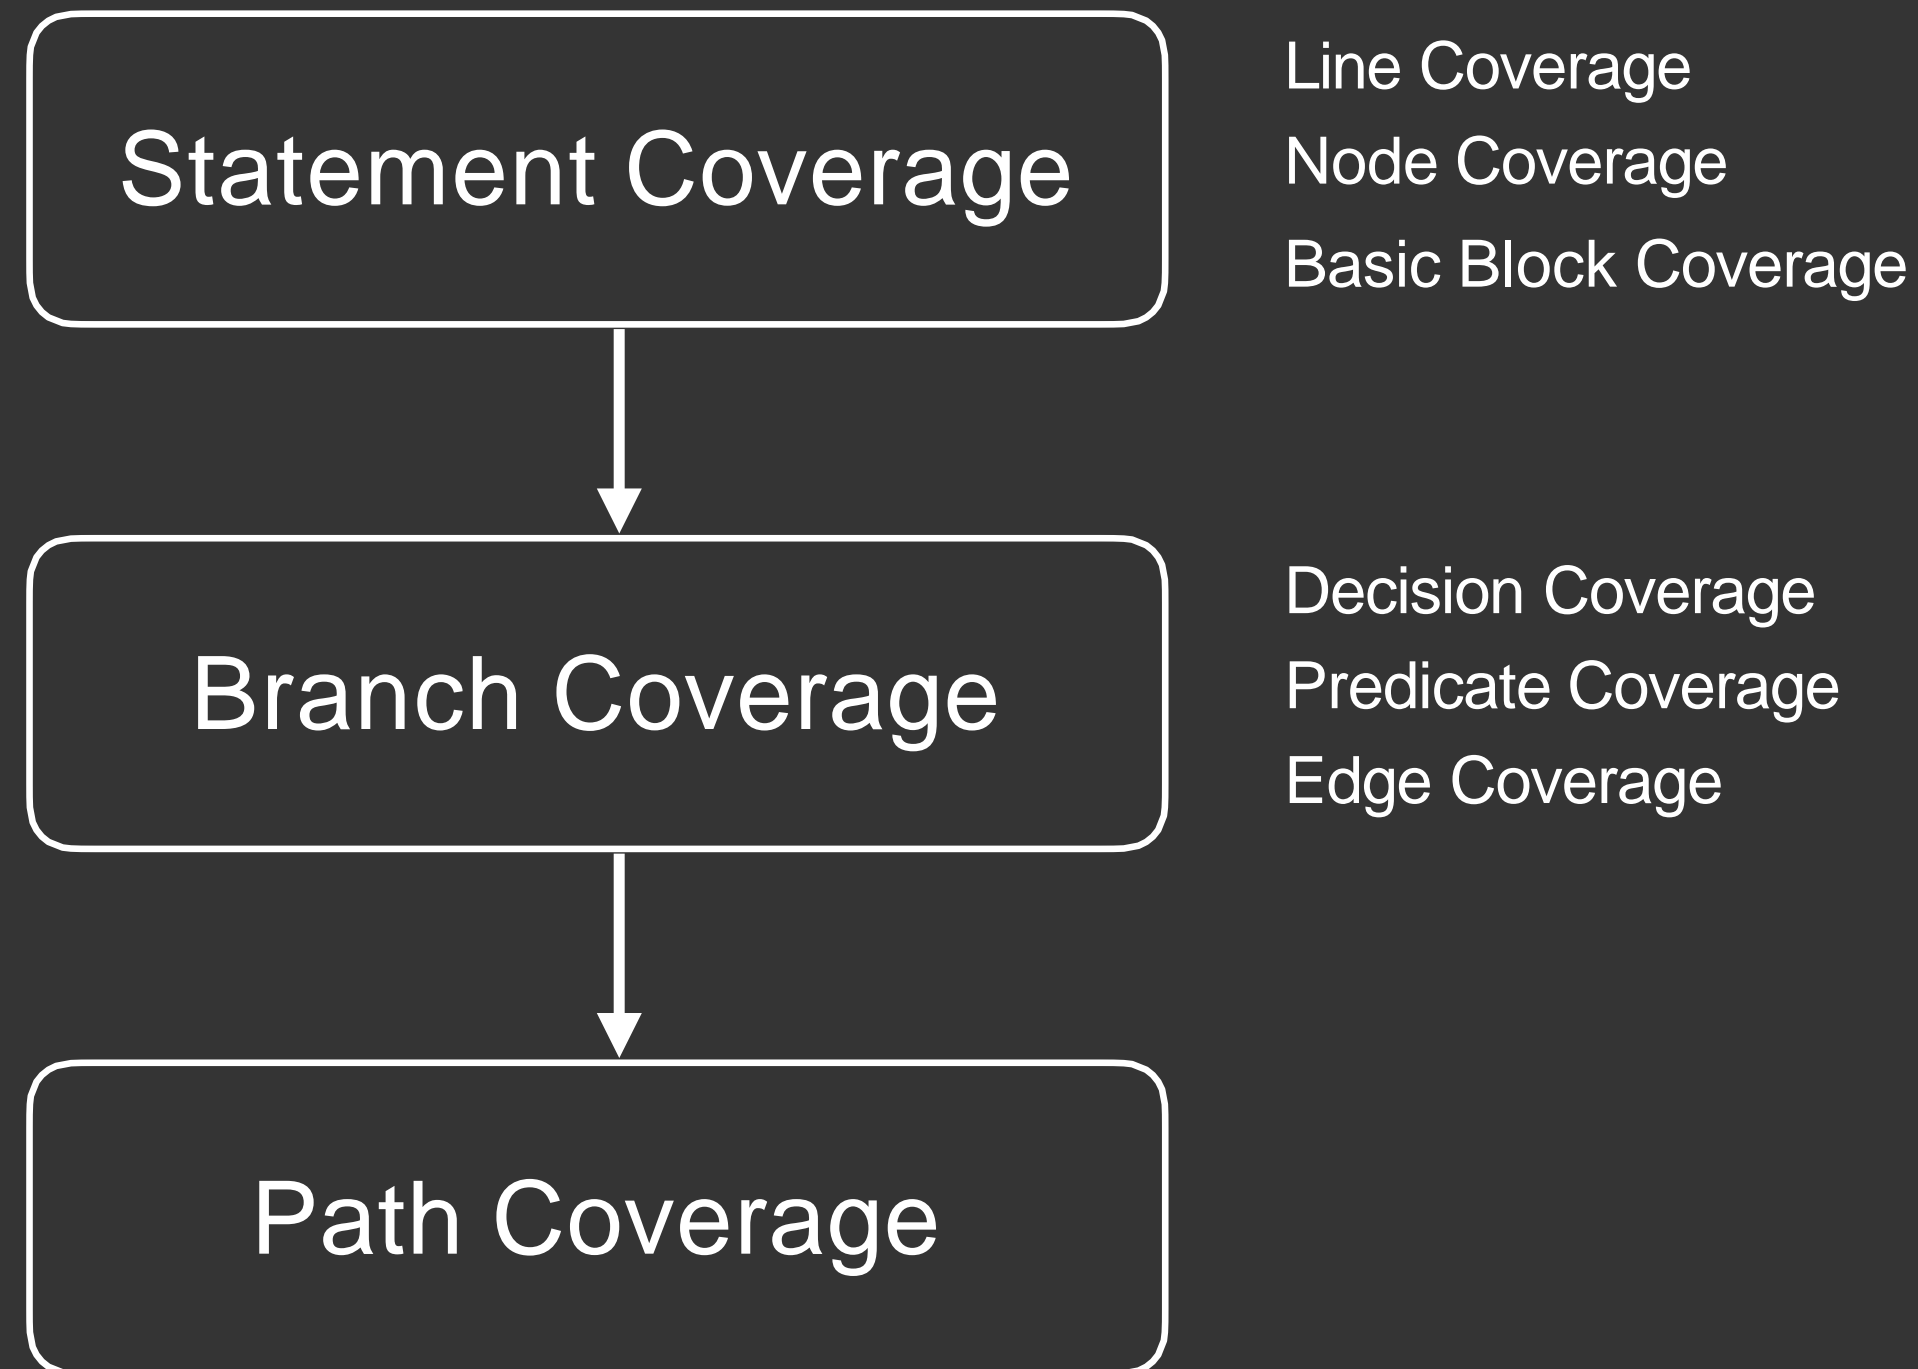 Statement Coverage
Line Coverage
Node Coverage
Basic Block Coverage
Branch Coverage
Decision Coverage
Predicate Coverage
Edge Coverage
Path Coverage